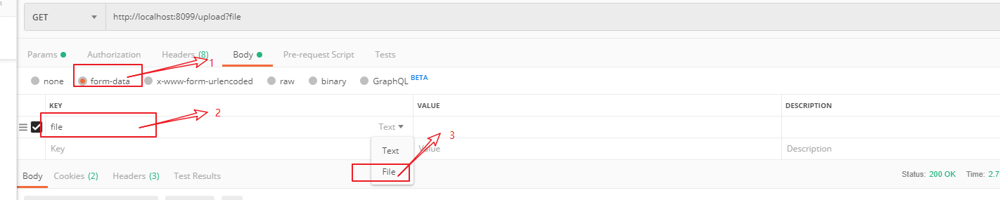 GET http://localhost:8099/upload?file
Params Authorization Headers (8) Body Pre-request Script Tests
1
none form-data x-www-form-urlencoded raw binary GraphQL BETA
KEY VALUE DESCRIPTION
2
file Text
3
Text
Key Value Description
File
Body Cookies (2) Headers (3) Test Results Status: 200 OK Time: 2.7